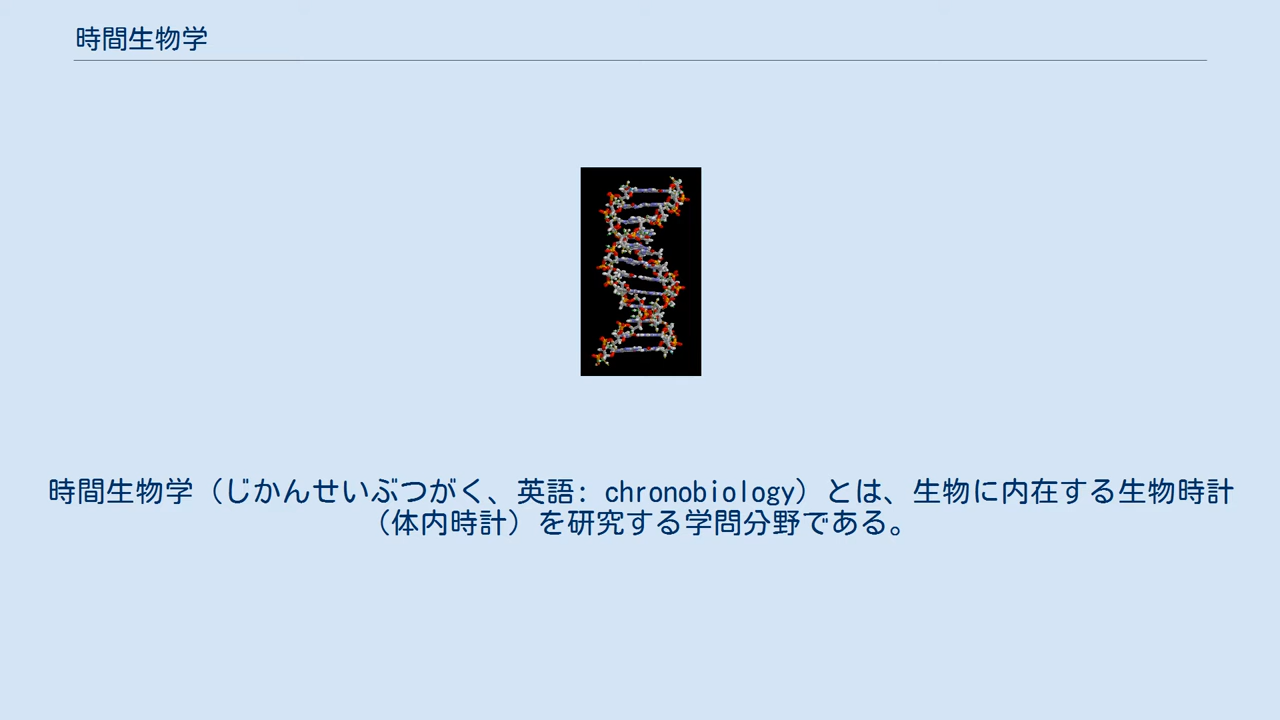 時間生物学
時間生物学（じかんせいぶつがく、英語: chronobiology）とは、生物に内在する生物時計
（体内時計）を研究する学問分野である。